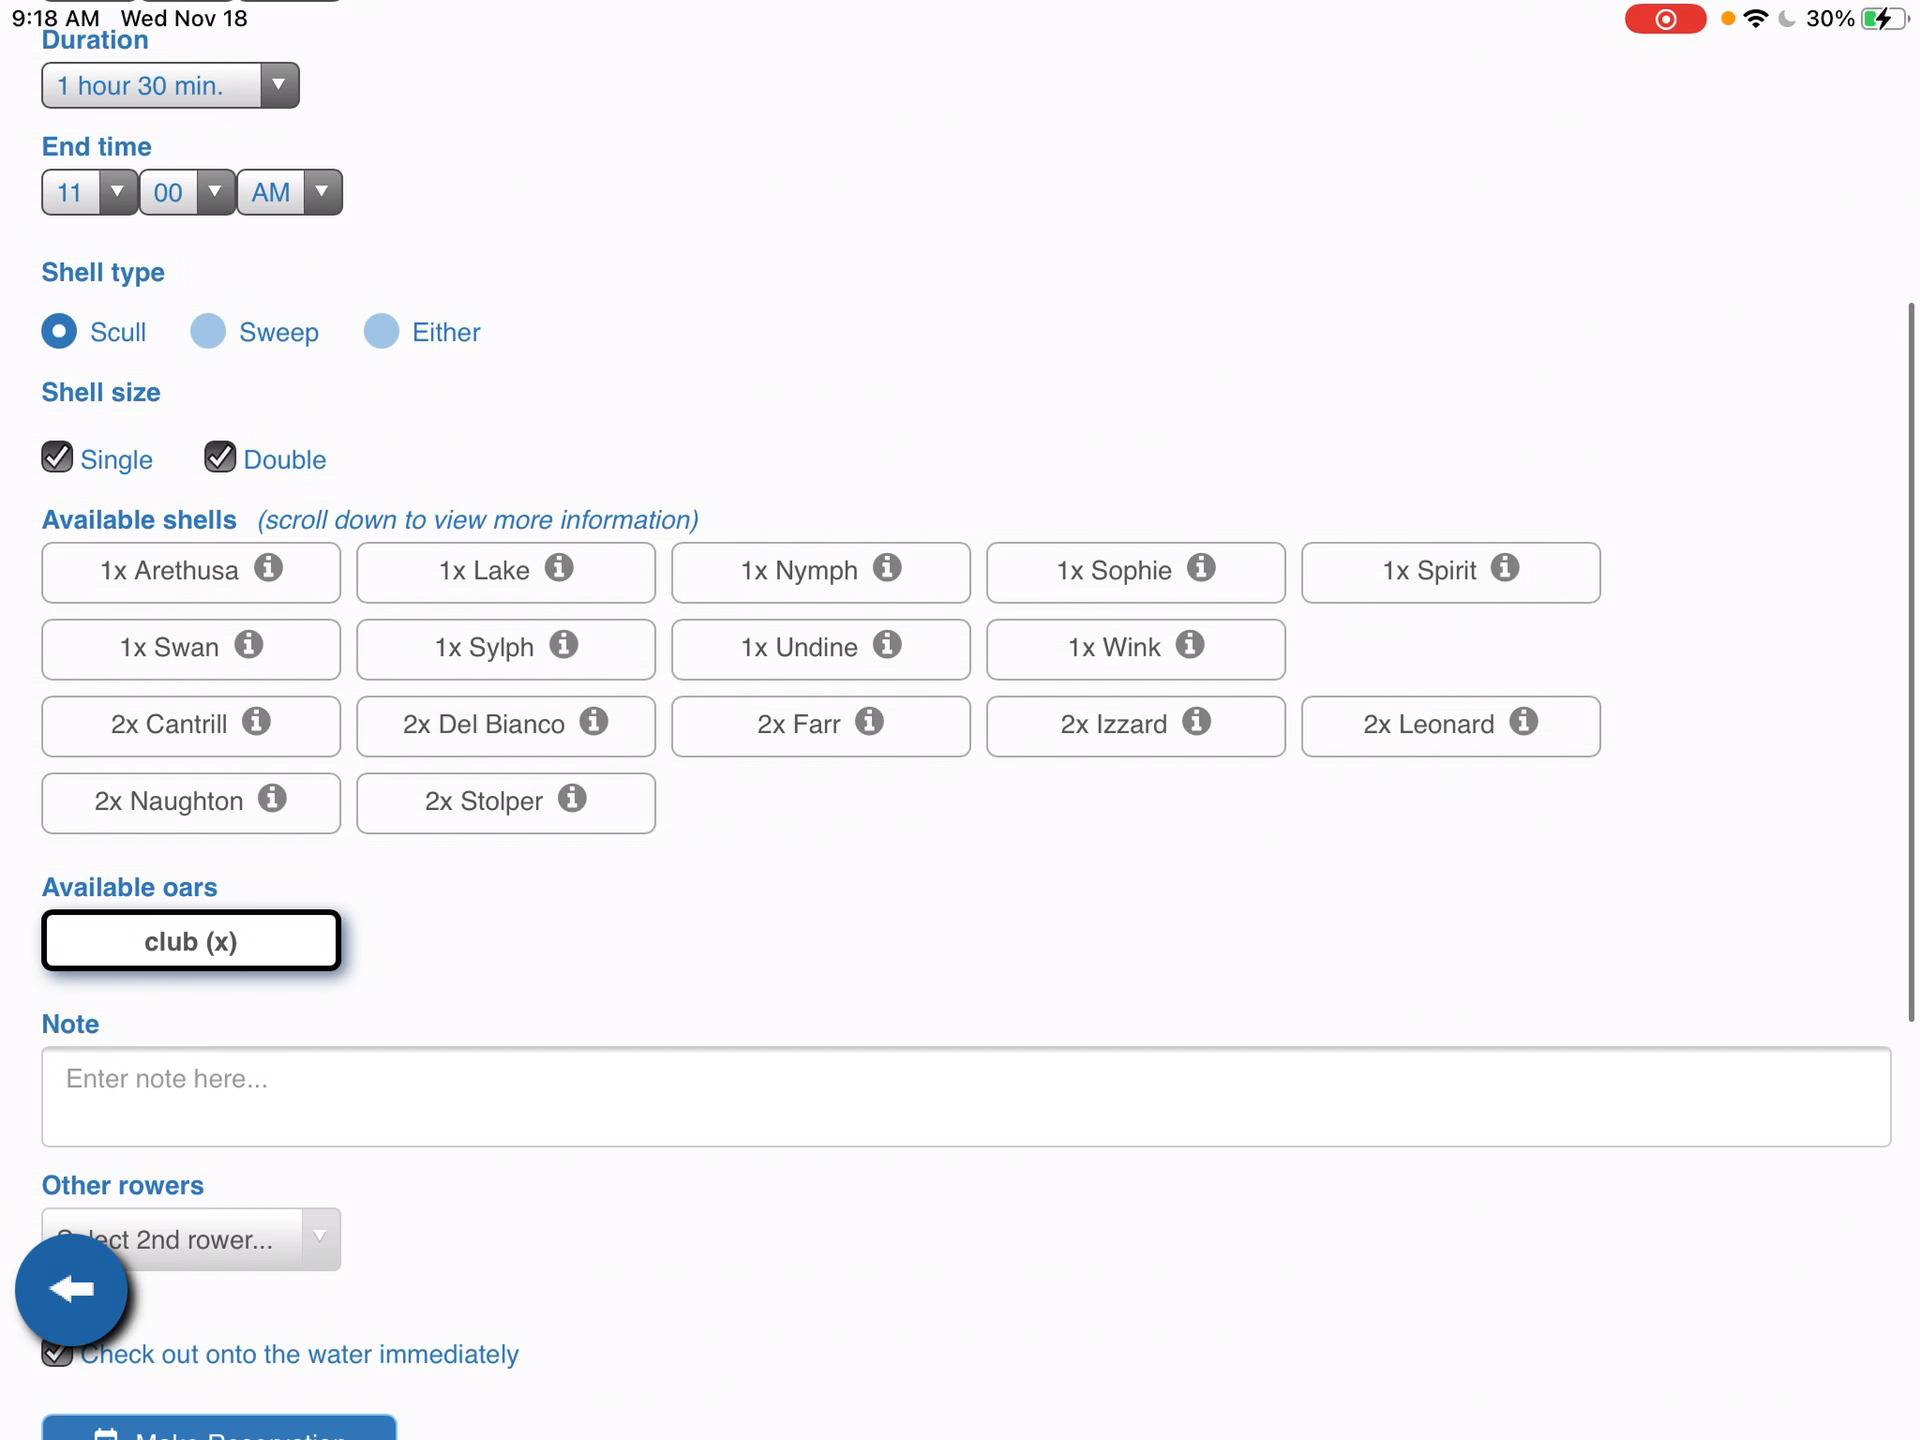 9:18 AM Wed Nov 18 30%
Duration
1 hour 30 min.
End time
11 00 AM
Shell type
Scull Sweep Either
Shell size
Single Double
Available shells (scroll down to view more information)
1x Arethusa 1x Lake 1x Nymph 1x Sophie 1x Spirit
1x Swan 1x Sylph 1x Undine 1x Wink
2x Cantrill 2x Del Bianco 2x Farr 2x Izzard 2x Leonard
2x Naughton 2x Stolper
Available oars
club (x)
Note
Enter note here...
Other rowers
Select 2nd rower...
Check out onto the water immediately
Make Reservation